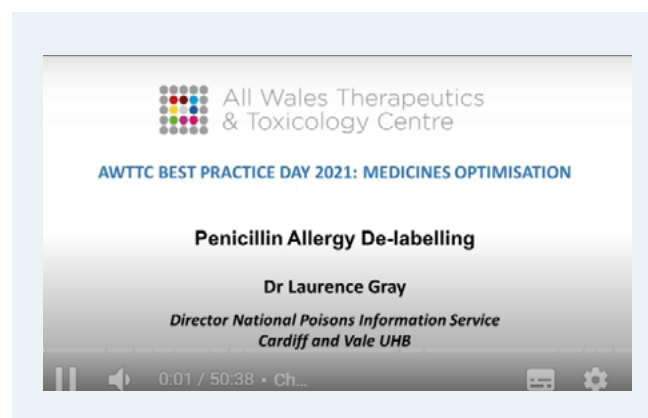 All Wales Therapeutics
& Toxicology Centre
AWTTC BEST PRACTICE DAY 2021: MEDICINES OPTIMISATION
Penicillin Allergy De-labelling
Dr Laurence Gray
Director National Poisons Information Service
Cardiff and Vale UHB
0:01 / 50:38 • Ch...